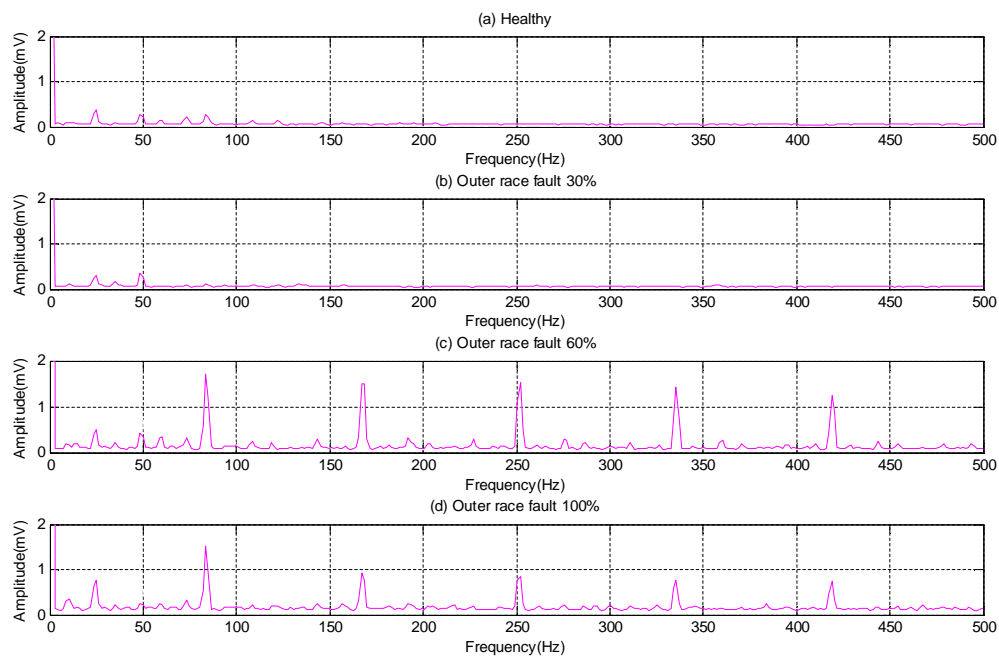 (a) Healthy
2
1
0
Amplitude(mV)
0 50 100 150 200 250 300 350 400 450 500
Frequency(Hz)
(b) Outer race fault 30%
2
1
0
Amplitude(mV)
0 50 100 150 200 250 300 350 400 450 500
Frequency(Hz)
(c) Outer race fault 60%
2
1
0
Amplitude(mV)
0 50 100 150 200 250 300 350 400 450 500
Frequency(Hz)
(d) Outer race fault 100%
2
1
0
Amplitude(mV)
0 50 100 150 200 250 300 350 400 450 500
Frequency(Hz)